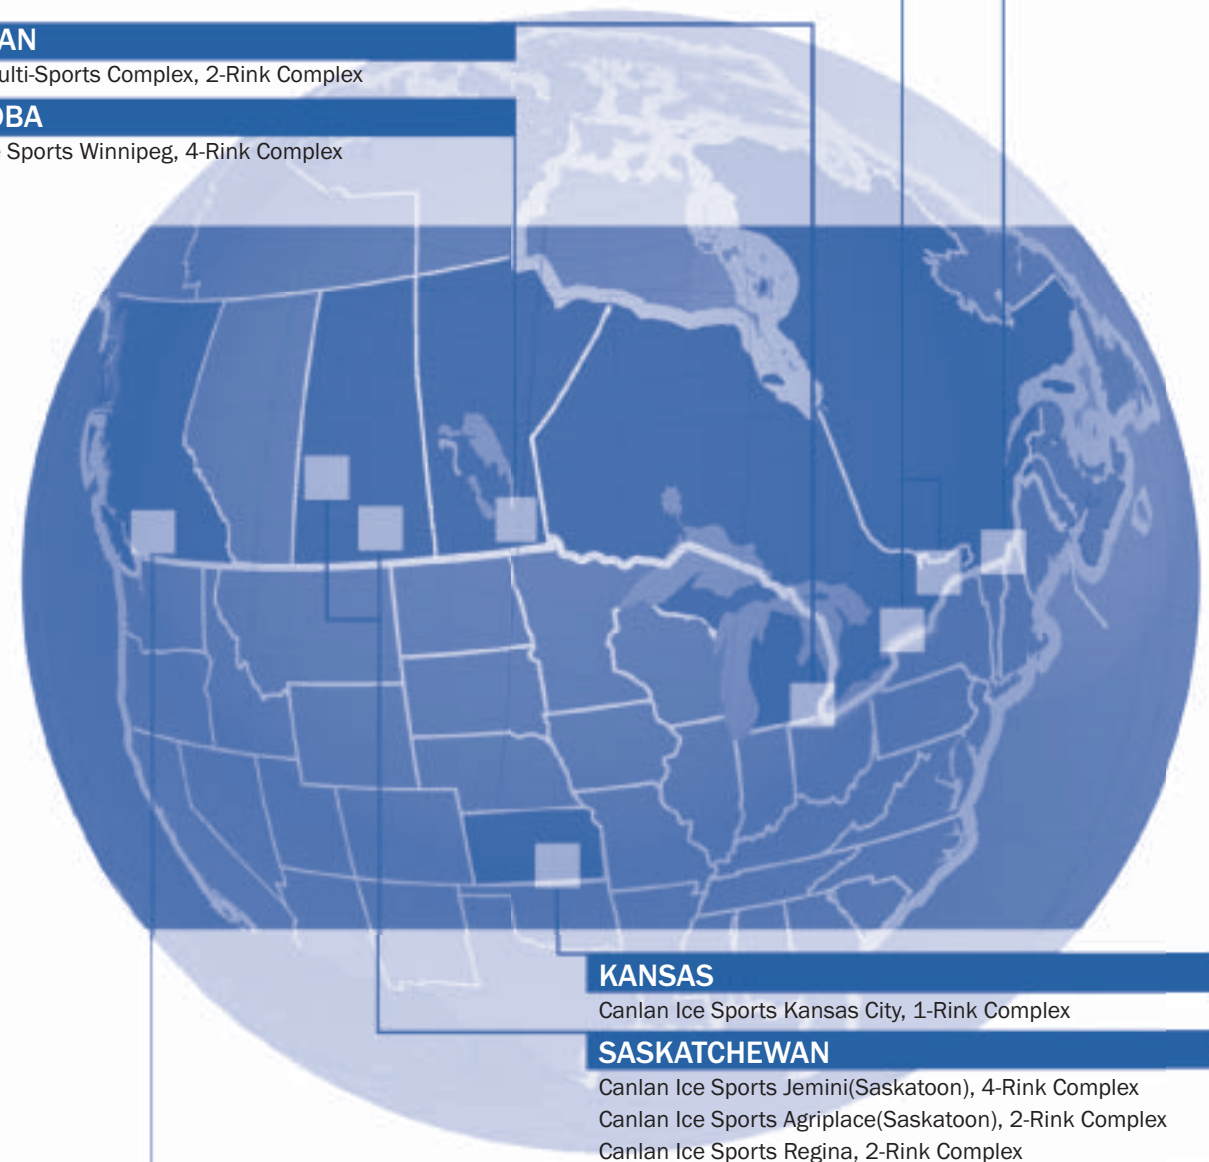 AN
ulti-Sports Complex, 2-Rink Complex
OBA
Sports Winnipeg, 4-Rink Complex
KANSAS
Canlan Ice Sports Kansas City, 1-Rink Complex
SASKATCHEWAN
Canlan Ice Sports Jemini(Saskatoon), 4-Rink Complex
Canlan Ice Sports Agriplace(Saskatoon), 2-Rink Complex
Canlan Ice Sports Regina, 2-Rink Complex